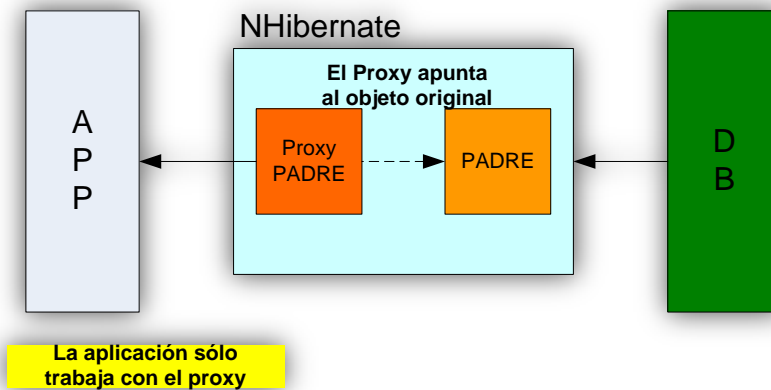 NHibernate
El Proxy apunta
al objeto original
A
P
P
Proxy
PADRE
PADRE
D
B
La aplicación sólo
trabaja con el proxy